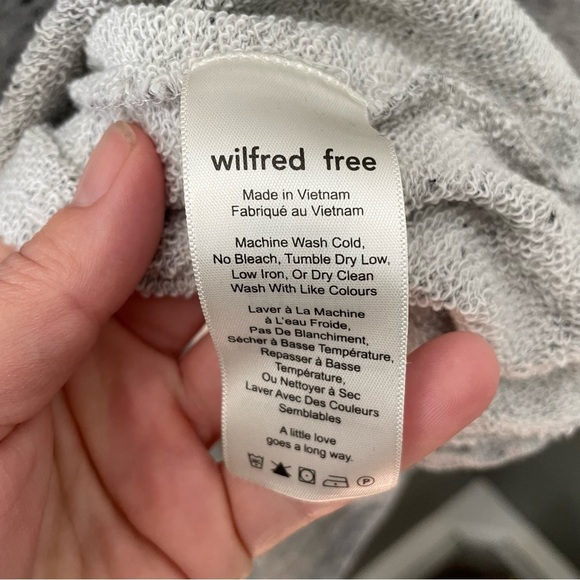 wilfred free
Made in Vietnam
Fabriqué au Vietnam
Machine Wash Cold,
No Bleach, Tumble Dry Low,
Low Iron, Or Dry Clean
Wash With Like Colours
Laver à La Machine
à L'eau Froide,
Pas De Blanchiment,
Sécher à Basse Température,
Repasser à Basse
Température,
Ou Nettoyer à Sec
Laver Avec Des Couleurs
Semblables
A little love
goes a long way.
P